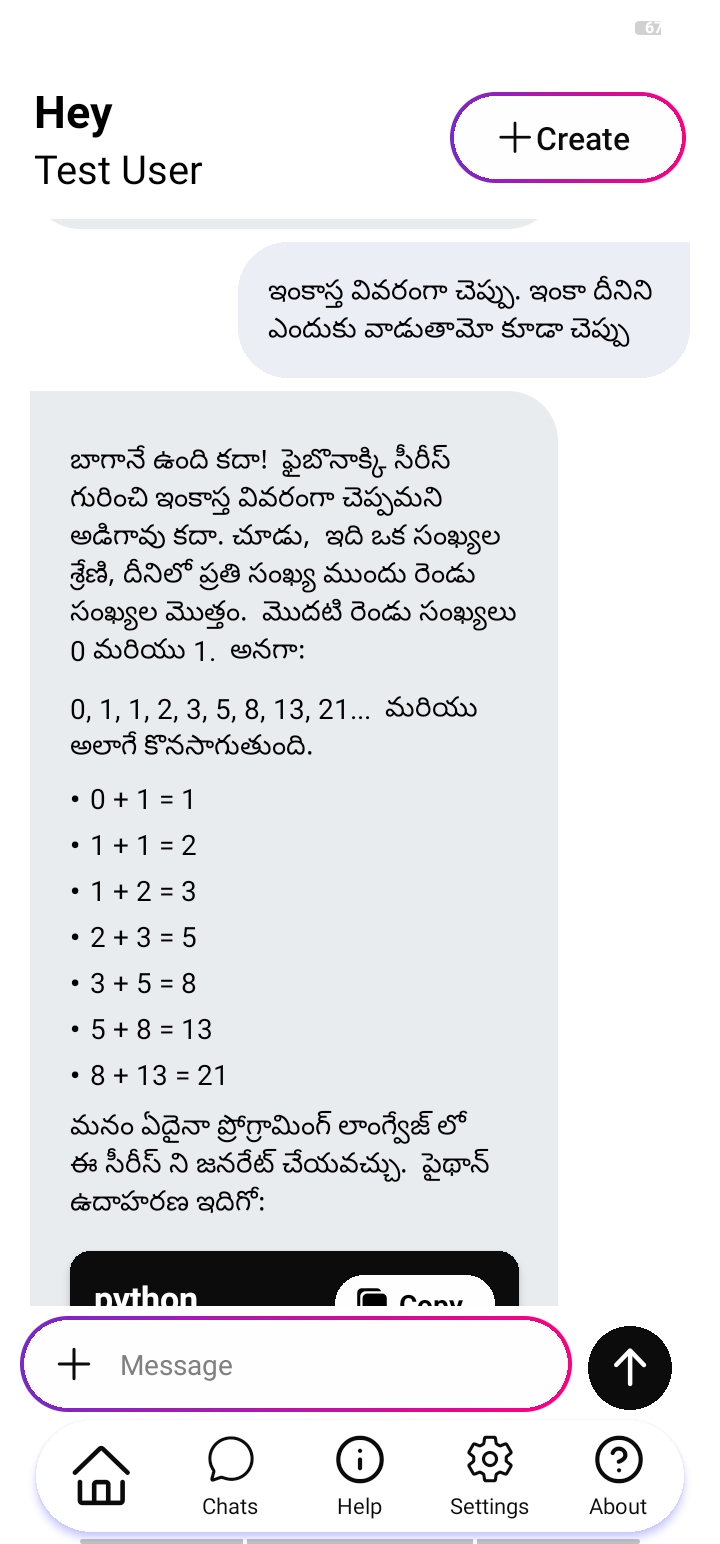 67
Hey
Test User
+Create
ఇంకాస్త వివరంగా చెప్పు. ఇంకా దీనిని
ఎందుకు వాడుతామో కూడా చెప్పు
బాగానే ఉంది కదా! ఫైబొనాక్కి సీరీస్
గురించి ఇంకాస్త వివరంగా చెప్పమని
అడిగావు కదా. చూడు, ఇది ఒక సంఖ్యల
శ్రేణి, దీనిలో ప్రతి సంఖ్య ముందు రెండు
సంఖ్యల మొత్తం. మొదటి రెండు సంఖ్యలు
0 మరియు 1. అనగా:
0, 1, 1, 2, 3, 5, 8, 13, 21... మరియు
అలాగే కొనసాగుతుంది.
• 0 + 1 = 1
• 1 + 1 = 2
• 1 + 2 = 3
• 2 + 3 = 5
• 3 + 5 = 8
• 5 + 8 = 13
• 8 + 13 = 21
మనం ఏదైనా ప్రోగ్రామింగ్ లాంగ్వేజ్ లో
ఈ సీరీస్ ని జనరేట్ చేయవచ్చు. పైథాన్
ఉదాహరణ ఇదిగో:
python Copy
Message
Chats Help Settings About